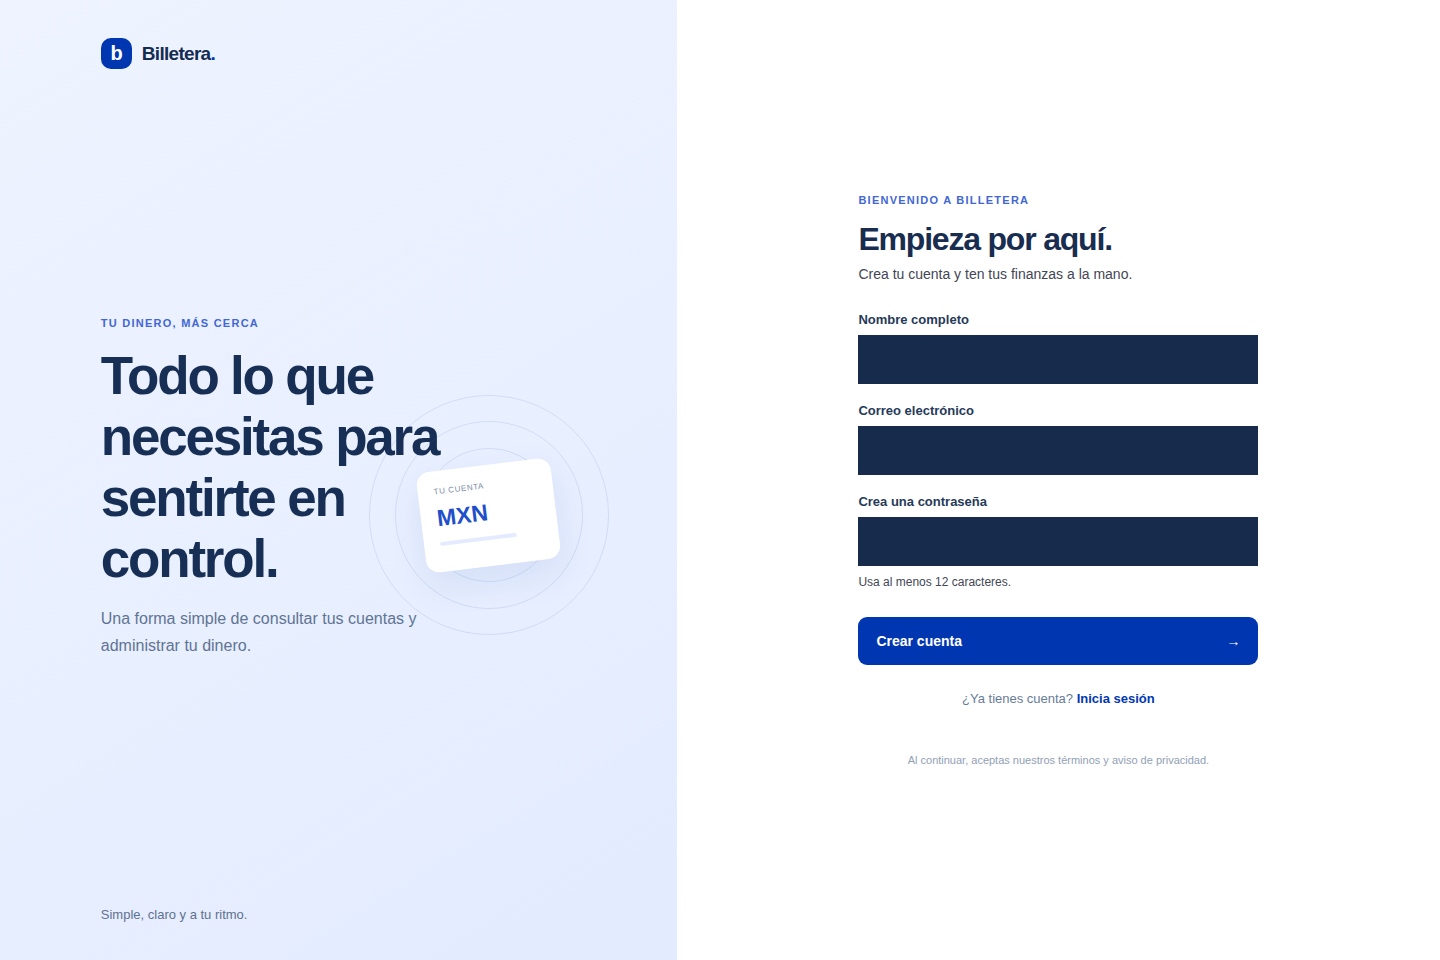 b Billetera.
TU DINERO, MÁS CERCA
Todo lo que
necesitas para
sentirte en
control.
Una forma simple de consultar tus cuentas y
administrar tu dinero.
TU CUENTA
MXN
Simple, claro y a tu ritmo.
BIENVENIDO A BILLETERA
Empieza por aquí.
Crea tu cuenta y ten tus finanzas a la mano.
Nombre completo
Correo electrónico
Crea una contraseña
Usa al menos 12 caracteres.
Crear cuenta →
¿Ya tienes cuenta? Inicia sesión
Al continuar, aceptas nuestros términos y aviso de privacidad.